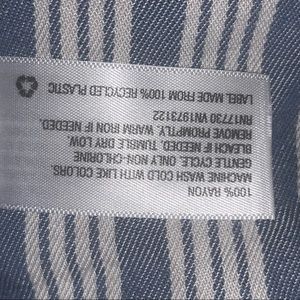 100% RAYON
MACHINE WASH COLD WITH LIKE COLORS.
GENTLE CYCLE ONLY NON-CHLORINE
BLEACH IF NEEDED. TUMBLE DRY LOW.
REMOVE PROMPTLY. WARM IRON IF NEEDED.
RN17730 VN1973122
LABEL MADE FROM 100% RECYCLED PLASTIC